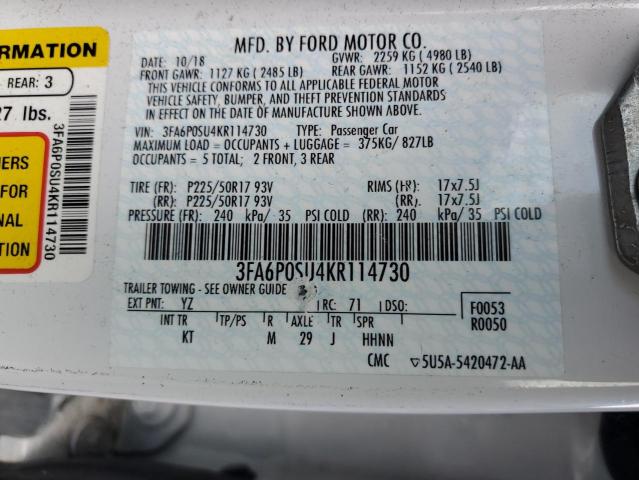 FORMATION
REAR: 3
27 lbs.
3FA6P0SU4KR114730
NERS
FOR
NAL
ATION
MFD. BY FORD MOTOR CO.
DATE: 10/18 GVWR: 2259 KG ( 4980 LB)
FRONT GAWR: 1127 KG ( 2485 LB) REAR GAWR: 1152 KG ( 2540 LB)
THIS VEHICLE CONFORMS TO ALL APPLICABLE FEDERAL MOTOR
VEHICLE SAFETY, BUMPER, AND THEFT PREVENTION STANDARDS
IN EFFECT ON THE DATE OF MANUFACTURE SHOWN ABOVE.
VIN: 3FA6P0SU4KR114730 TYPE: Passenger Car
MAXIMUM LOAD = OCCUPANTS + LUGGAGE = 375KG/ 827LB
OCCUPANTS = 5 TOTAL; 2 FRONT, 3 REAR
TIRE (FR): P225/50R17 93V RIMS (FR): 17x7.5J
(RR): P225/50R17 93V (RR): 17x7.5J
PRESSURE (FR): 240 kPa/ 35 PSI COLD (RR): 240 kPa/ 35 PSI COLD
3FA6P0SU4KR114730
TRAILER TOWING - SEE OWNER GUIDE
EXT PNT: YZ RC: 71 DSO: F0053
R0050
INT TR TP/PS R AXLE TR SPR
KT M 29 J HHNN
CMC 5U5A-5420472-AA